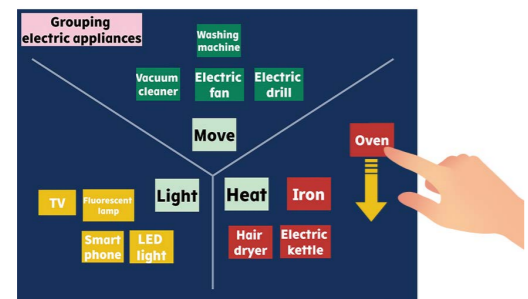 Grouping
electric appliances
Washing
machine
Vacuum
cleaner
Electric
fan
Electric
drill
Move
Oven
Light
Heat
Iron
TV
Fluorescent
lamp
Smart
phone
LED
light
Hair
dryer
Electric
kettle